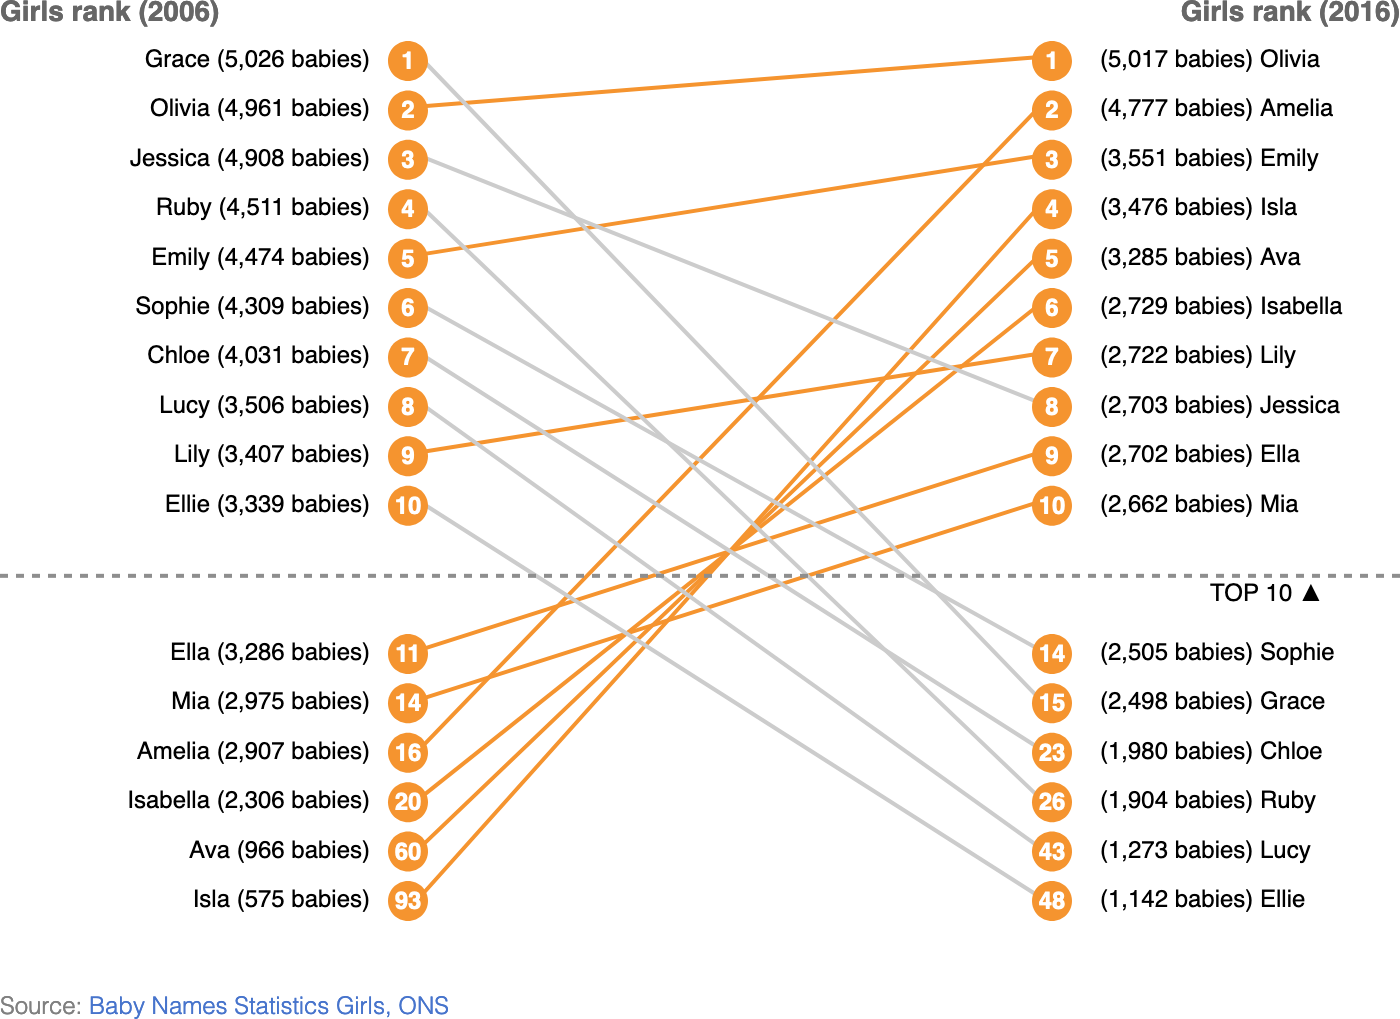 Girls rank (2006) Girls rank (2016)
Grace (5,026 babies) 1 1 (5,017 babies) Olivia
Olivia (4,961 babies) 2 2 (4,777 babies) Amelia
Jessica (4,908 babies) 3 3 (3,551 babies) Emily
Ruby (4,511 babies) 4 4 (3,476 babies) Isla
Emily (4,474 babies) 5 5 (3,285 babies) Ava
Sophie (4,309 babies) 6 6 (2,729 babies) Isabella
Chloe (4,031 babies) 7 7 (2,722 babies) Lily
Lucy (3,506 babies) 8 8 (2,703 babies) Jessica
Lily (3,407 babies) 9 9 (2,702 babies) Ella
Ellie (3,339 babies) 10 10 (2,662 babies) Mia
TOP 10 ▲
Ella (3,286 babies) 11 14 (2,505 babies) Sophie
Mia (2,975 babies) 14 15 (2,498 babies) Grace
Amelia (2,907 babies) 16 23 (1,980 babies) Chloe
Isabella (2,306 babies) 20 26 (1,904 babies) Ruby
Ava (966 babies) 60 43 (1,273 babies) Lucy
Isla (575 babies) 93 48 (1,142 babies) Ellie
Source: Baby Names Statistics Girls, ONS